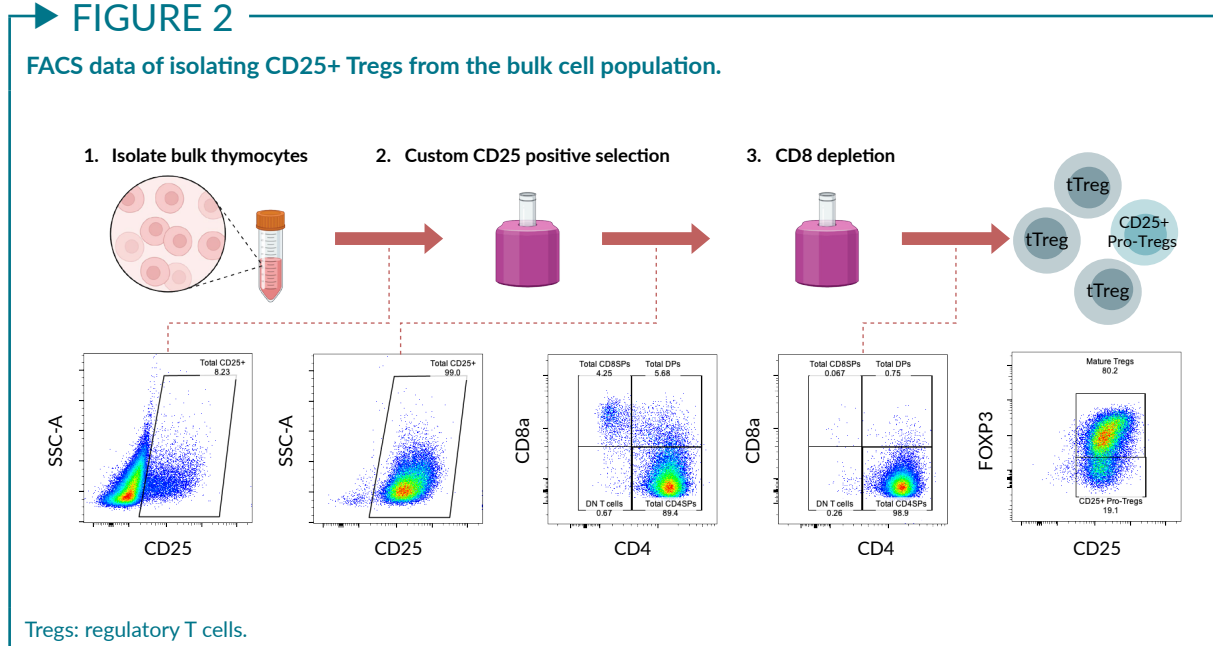 FIGURE 2
FACS data of isolating CD25+ Tregs from the bulk cell population.
1. Isolate bulk thymocytes
2. Custom CD25 positive selection
3. CD8 depletion
tTreg
tTreg
CD25+
Pro-Tregs
tTreg
Total CD25+
8.23
SSC-A
CD25
Total CD25+
99.0
SSC-A
CD25
Total CD8SPs
4.25
Total DPs
5.68
CD8a
DN T cells
0.67
Total CD4SPs
89.4
CD4
Total CD8SPs
0.067
Total DPs
0.75
CD8a
DN T cells
0.26
Total CD4SPs
98.9
CD4
Mature Tregs
80.2
FOXP3
CD25+ Pro-Tregs
19.1
CD25
Tregs: regulatory T cells.